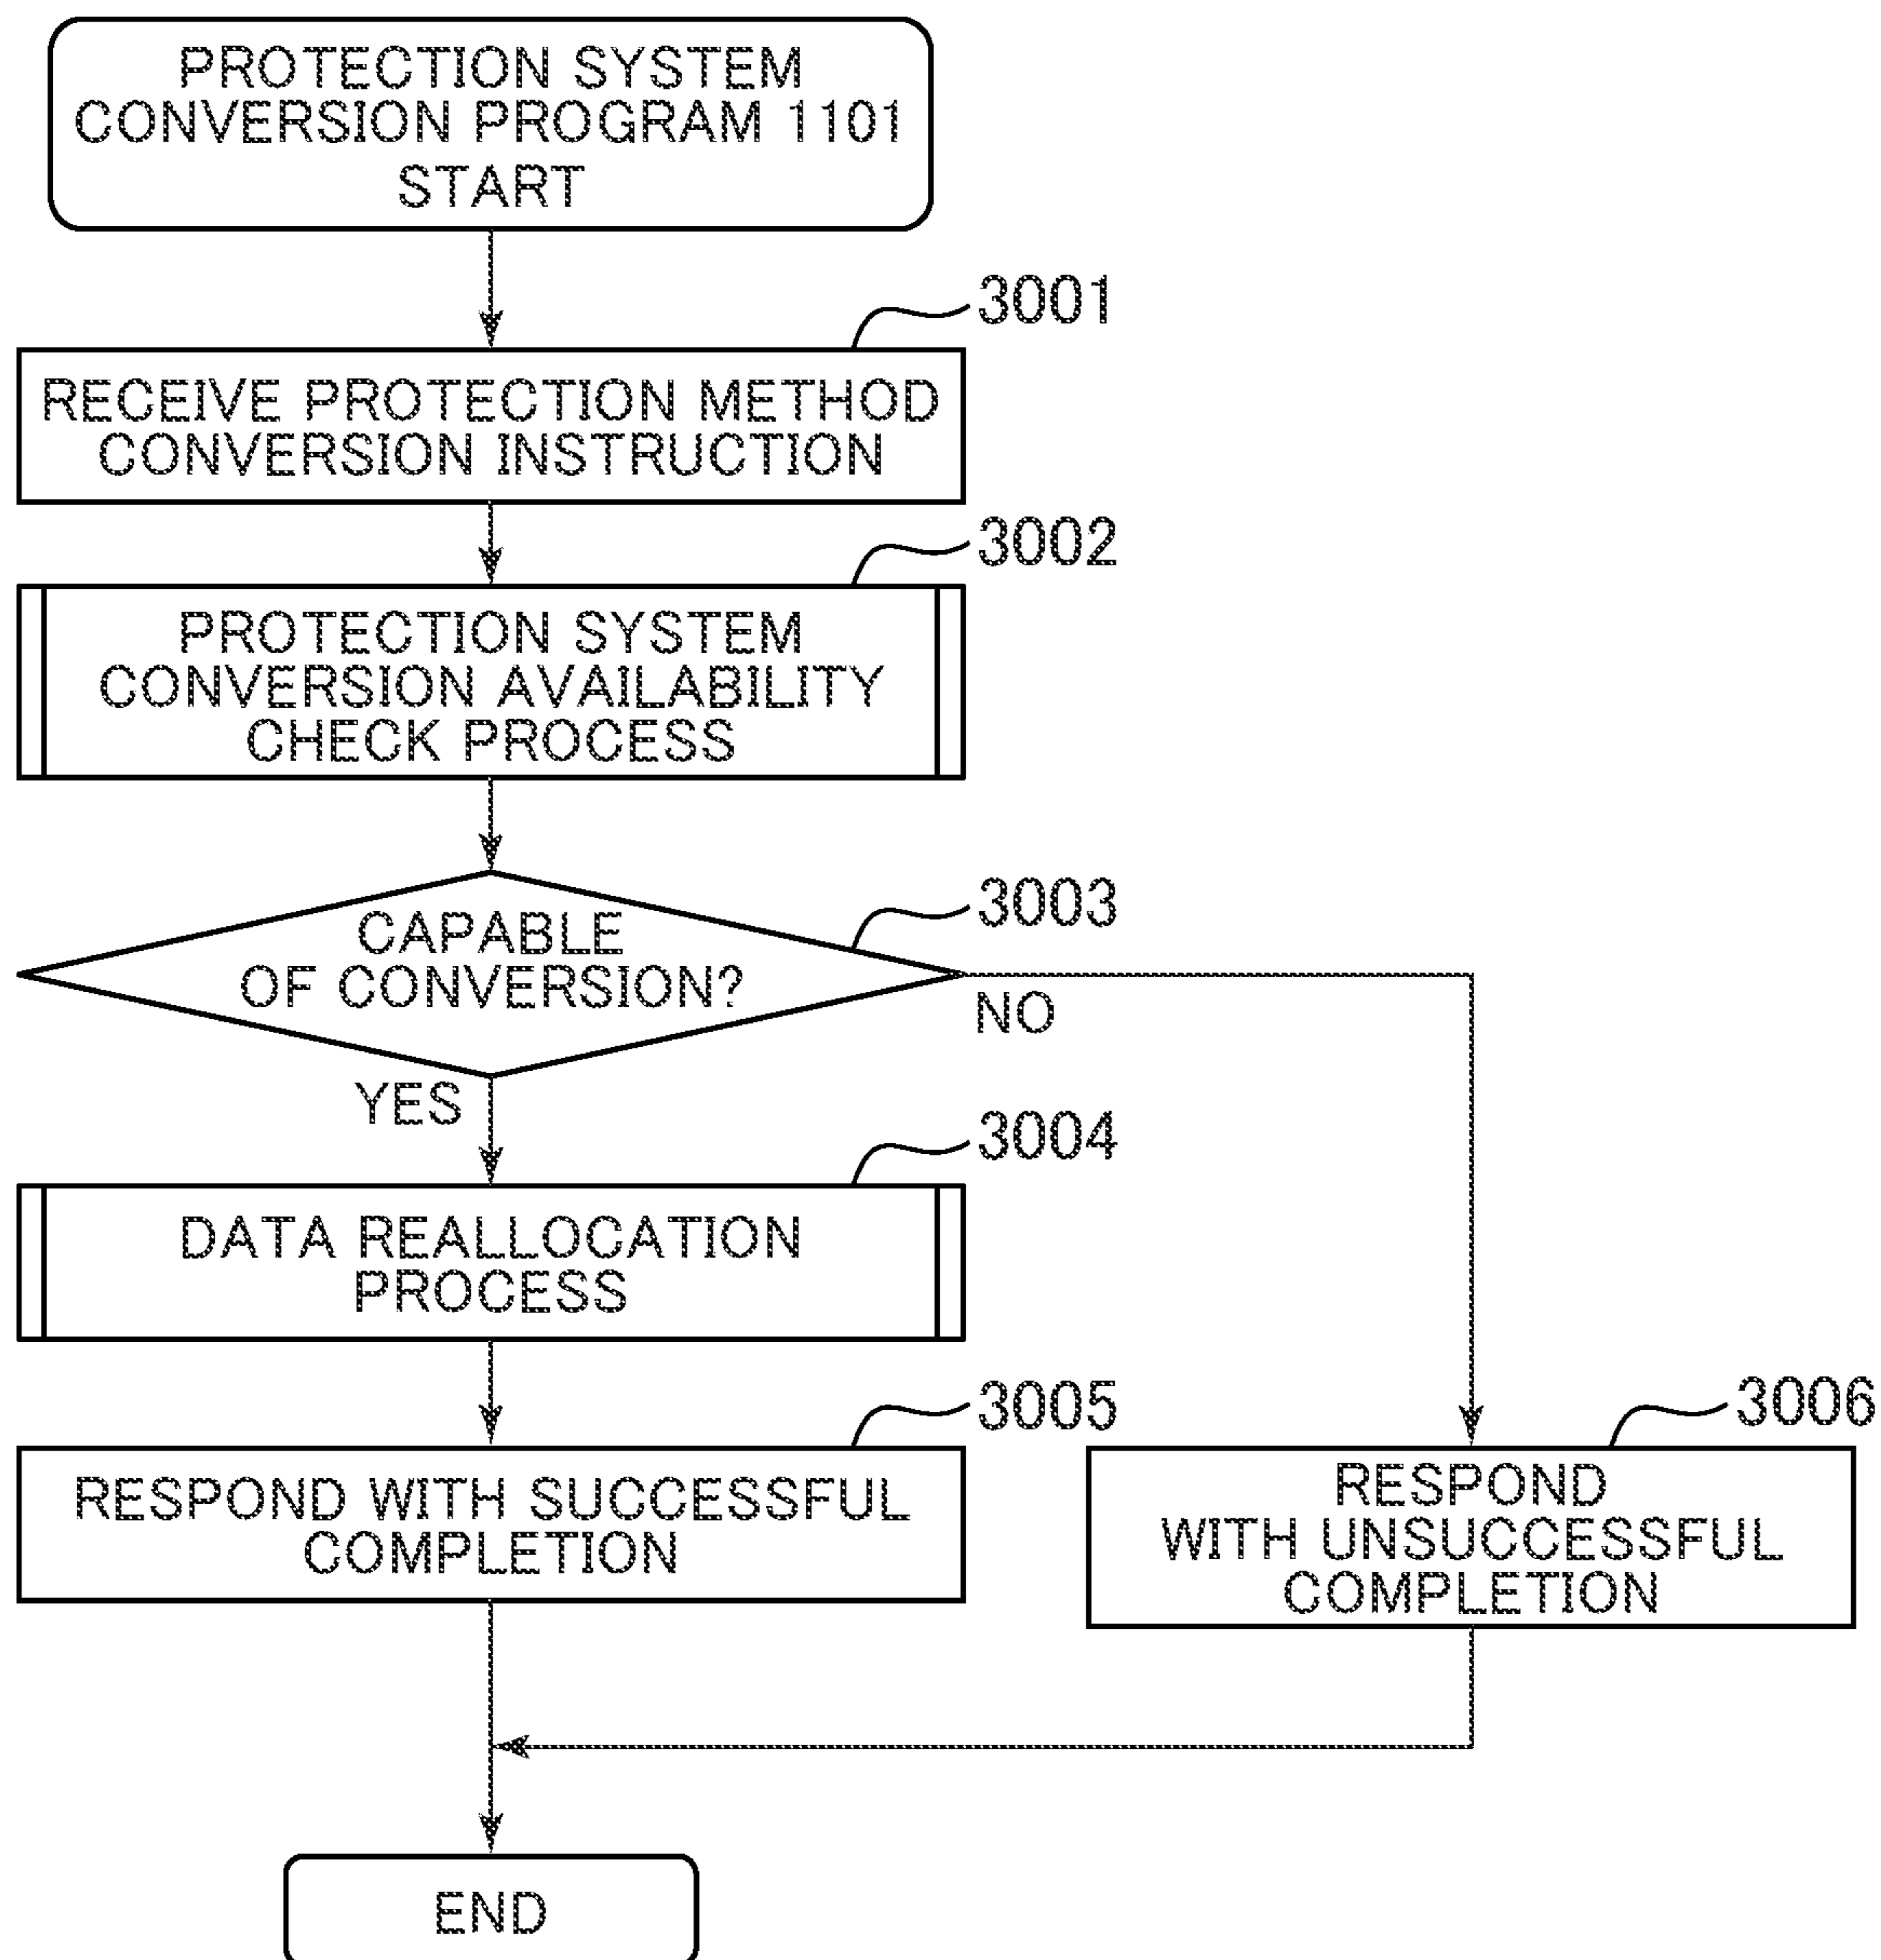 PROTECTION SYSTEM
CONVERSION PROGRAM 1101
START
3001
RECEIVE PROTECTION METHOD
CONVERSION INSTRUCTION
3002
PROTECTION SYSTEM
CONVERSION AVAILABILITY
CHECK PROCESS
3003
CAPABLE
OF CONVERSION?
NO
YES
3004
DATA REALLOCATION
PROCESS
3005
RESPOND WITH SUCCESSFUL
COMPLETION
3006
RESPOND
WITH UNSUCCESSFUL
COMPLETION
END